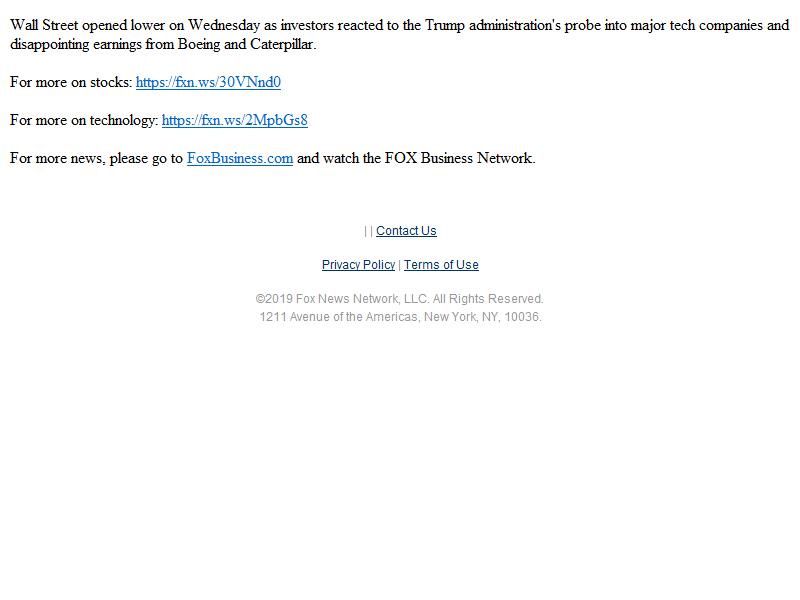 Wall Street opened lower on Wednesday as investors reacted to the Trump administration's probe into major tech companies and
disappointing earnings from Boeing and Caterpillar.
For more on stocks: https://fxn.ws/30VNnd0
For more on technology: https://fxn.ws/2MpbGs8
For more news, please go to FoxBusiness.com and watch the FOX Business Network.
| | Contact Us
Privacy Policy | Terms of Use
©2019 Fox News Network, LLC. All Rights Reserved.
1211 Avenue of the Americas, New York, NY, 10036.